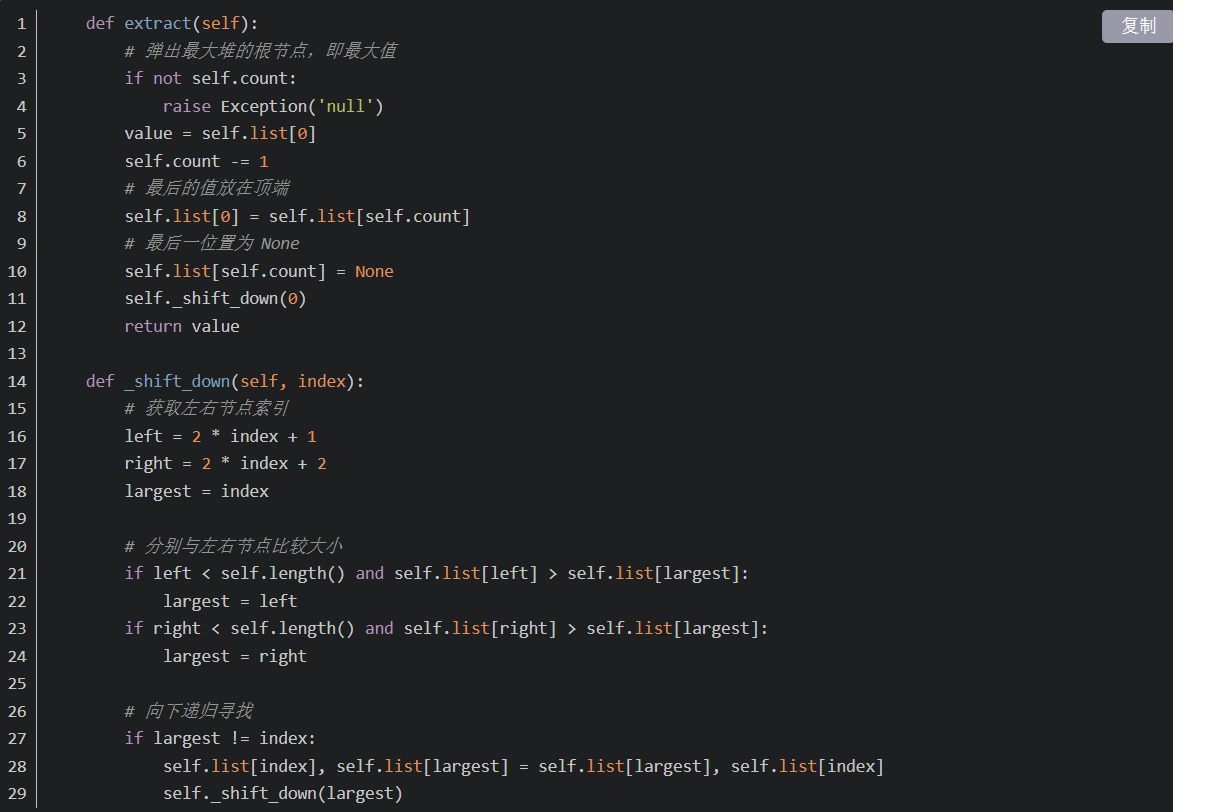 复制
1 def extract(self):
2 # 弹出最大堆的根节点，即最大值
3 if not self.count:
4 raise Exception('null')
5 value = self.list[0]
6 self.count -= 1
7 # 最后的值放在顶端
8 self.list[0] = self.list[self.count]
9 # 最后一位置为 None
10 self.list[self.count] = None
11 self._shift_down(0)
12 return value
13
14 def _shift_down(self, index):
15 # 获取左右节点索引
16 left = 2 * index + 1
17 right = 2 * index + 2
18 largest = index
19
20 # 分别与左右节点比较大小
21 if left < self.length() and self.list[left] > self.list[largest]:
22 largest = left
23 if right < self.length() and self.list[right] > self.list[largest]:
24 largest = right
25
26 # 向下递归寻找
27 if largest != index:
28 self.list[index], self.list[largest] = self.list[largest], self.list[index]
29 self._shift_down(largest)